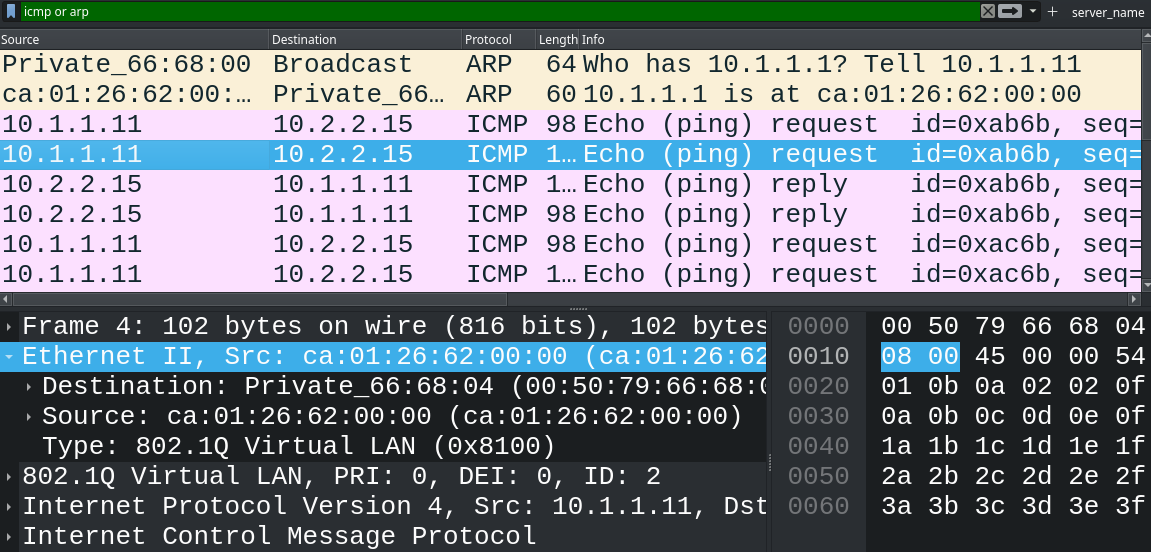 icmp or arp + server_name
Source Destination Protocol Length Info
Private_66:68:00 Broadcast ARP 64 Who has 10.1.1.1? Tell 10.1.1.11
ca:01:26:62:00:… Private_66… ARP 60 10.1.1.1 is at ca:01:26:62:00:00
10.1.1.11 10.2.2.15 ICMP 98 Echo (ping) request id=0xab6b, seq=
10.1.1.11 10.2.2.15 ICMP 1… Echo (ping) request id=0xab6b, seq=
10.2.2.15 10.1.1.11 ICMP 1… Echo (ping) reply id=0xab6b, seq=
10.2.2.15 10.1.1.11 ICMP 98 Echo (ping) reply id=0xab6b, seq=
10.1.1.11 10.2.2.15 ICMP 98 Echo (ping) request id=0xac6b, seq=
10.1.1.11 10.2.2.15 ICMP 1… Echo (ping) request id=0xac6b, seq=
Frame 4: 102 bytes on wire (816 bits), 102 bytes
Ethernet II, Src: ca:01:26:62:00:00 (ca:01:26:62
Destination: Private_66:68:04 (00:50:79:66:68:0
Source: ca:01:26:62:00:00 (ca:01:26:62:00:00)
Type: 802.1Q Virtual LAN (0x8100)
802.1Q Virtual LAN, PRI: 0, DEI: 0, ID: 2
Internet Protocol Version 4, Src: 10.1.1.11, Dst
Internet Control Message Protocol
0000 00 50 79 66 68 04
0010 08 00 45 00 00 54
0020 01 0b 0a 02 02 0f
0030 0a 0b 0c 0d 0e 0f
0040 1a 1b 1c 1d 1e 1f
0050 2a 2b 2c 2d 2e 2f
0060 3a 3b 3c 3d 3e 3f